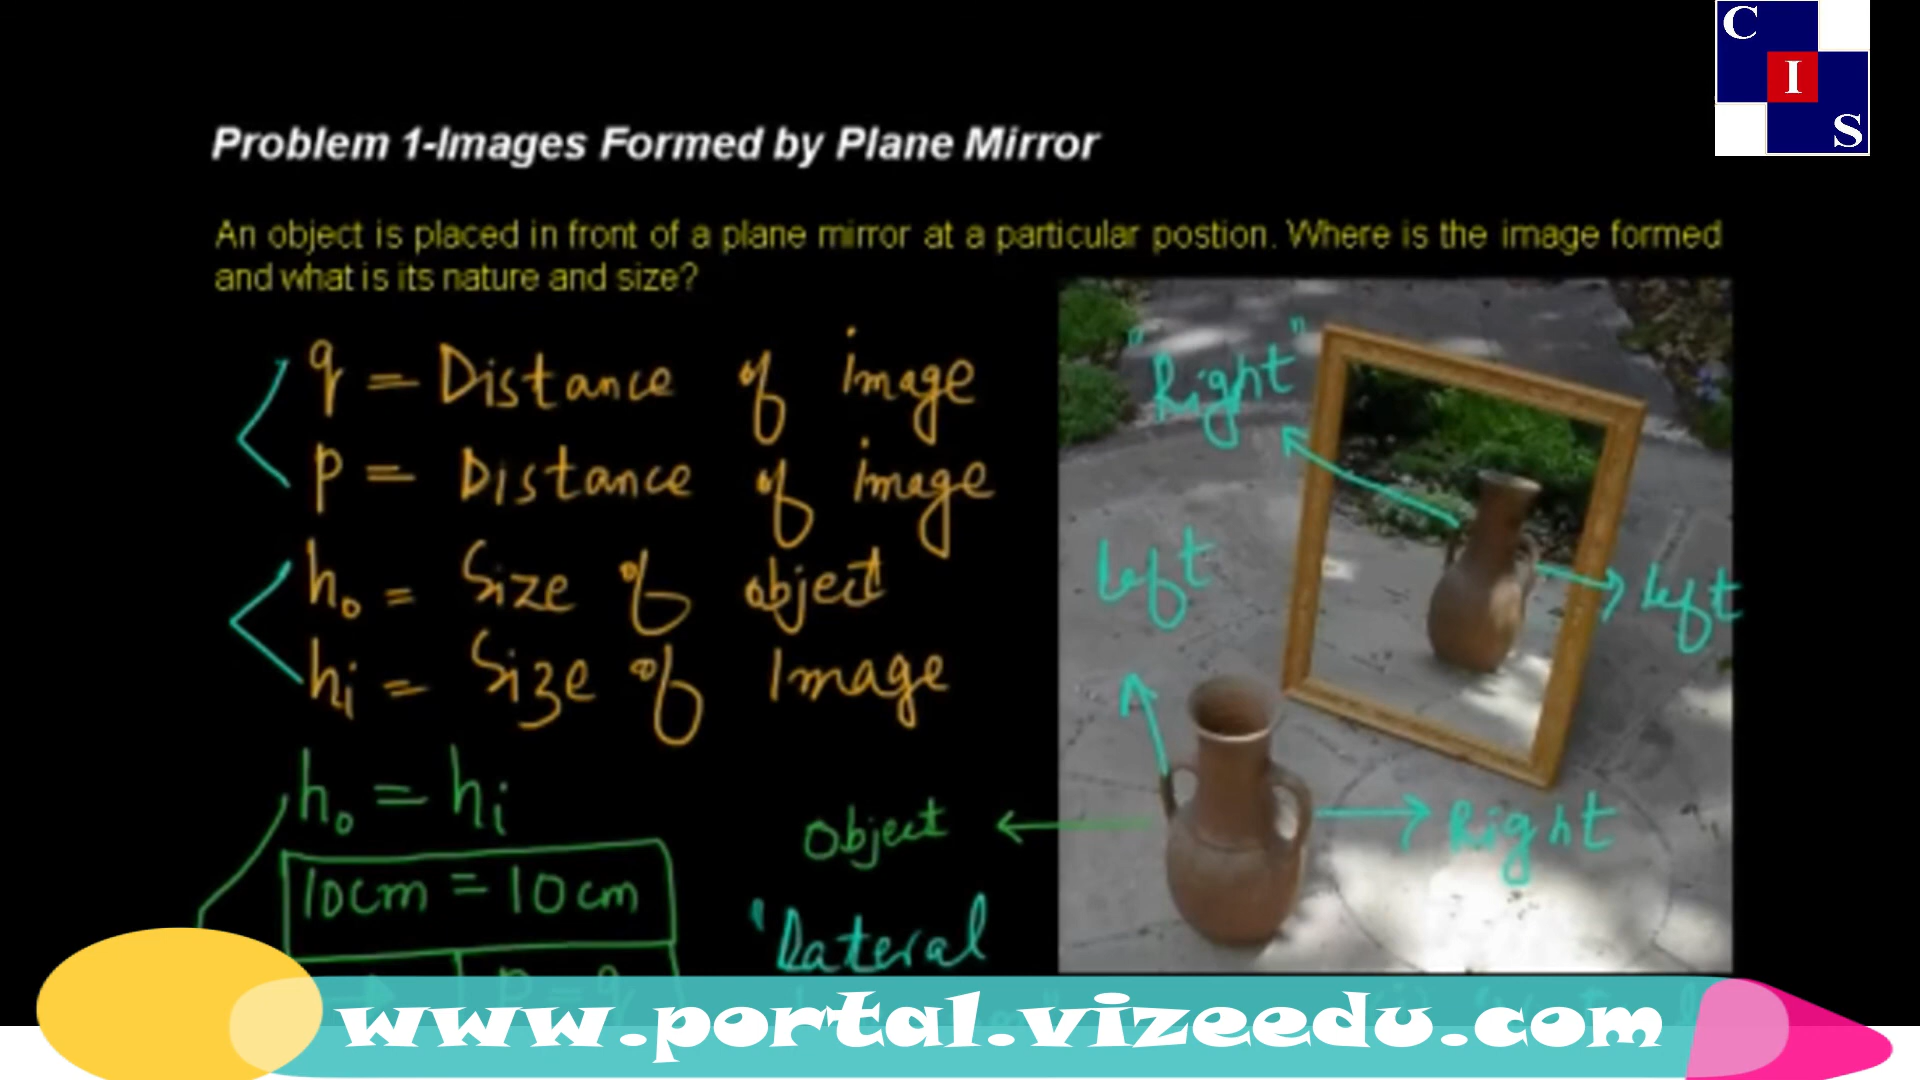 C
I
S
Problem 1-Images Formed by Plane Mirror
An object is placed in front of a plane mirror at a particular postion. Where is the image formed
and what is its nature and size?
q = Distance of image
p = Distance of image
ho = Size of object
hi = Size of Image
ho = hi
10cm = 10cm
p = q
"Right"
Left
Left
Right
Object
"Lateral
www.portal.vizeedu.com